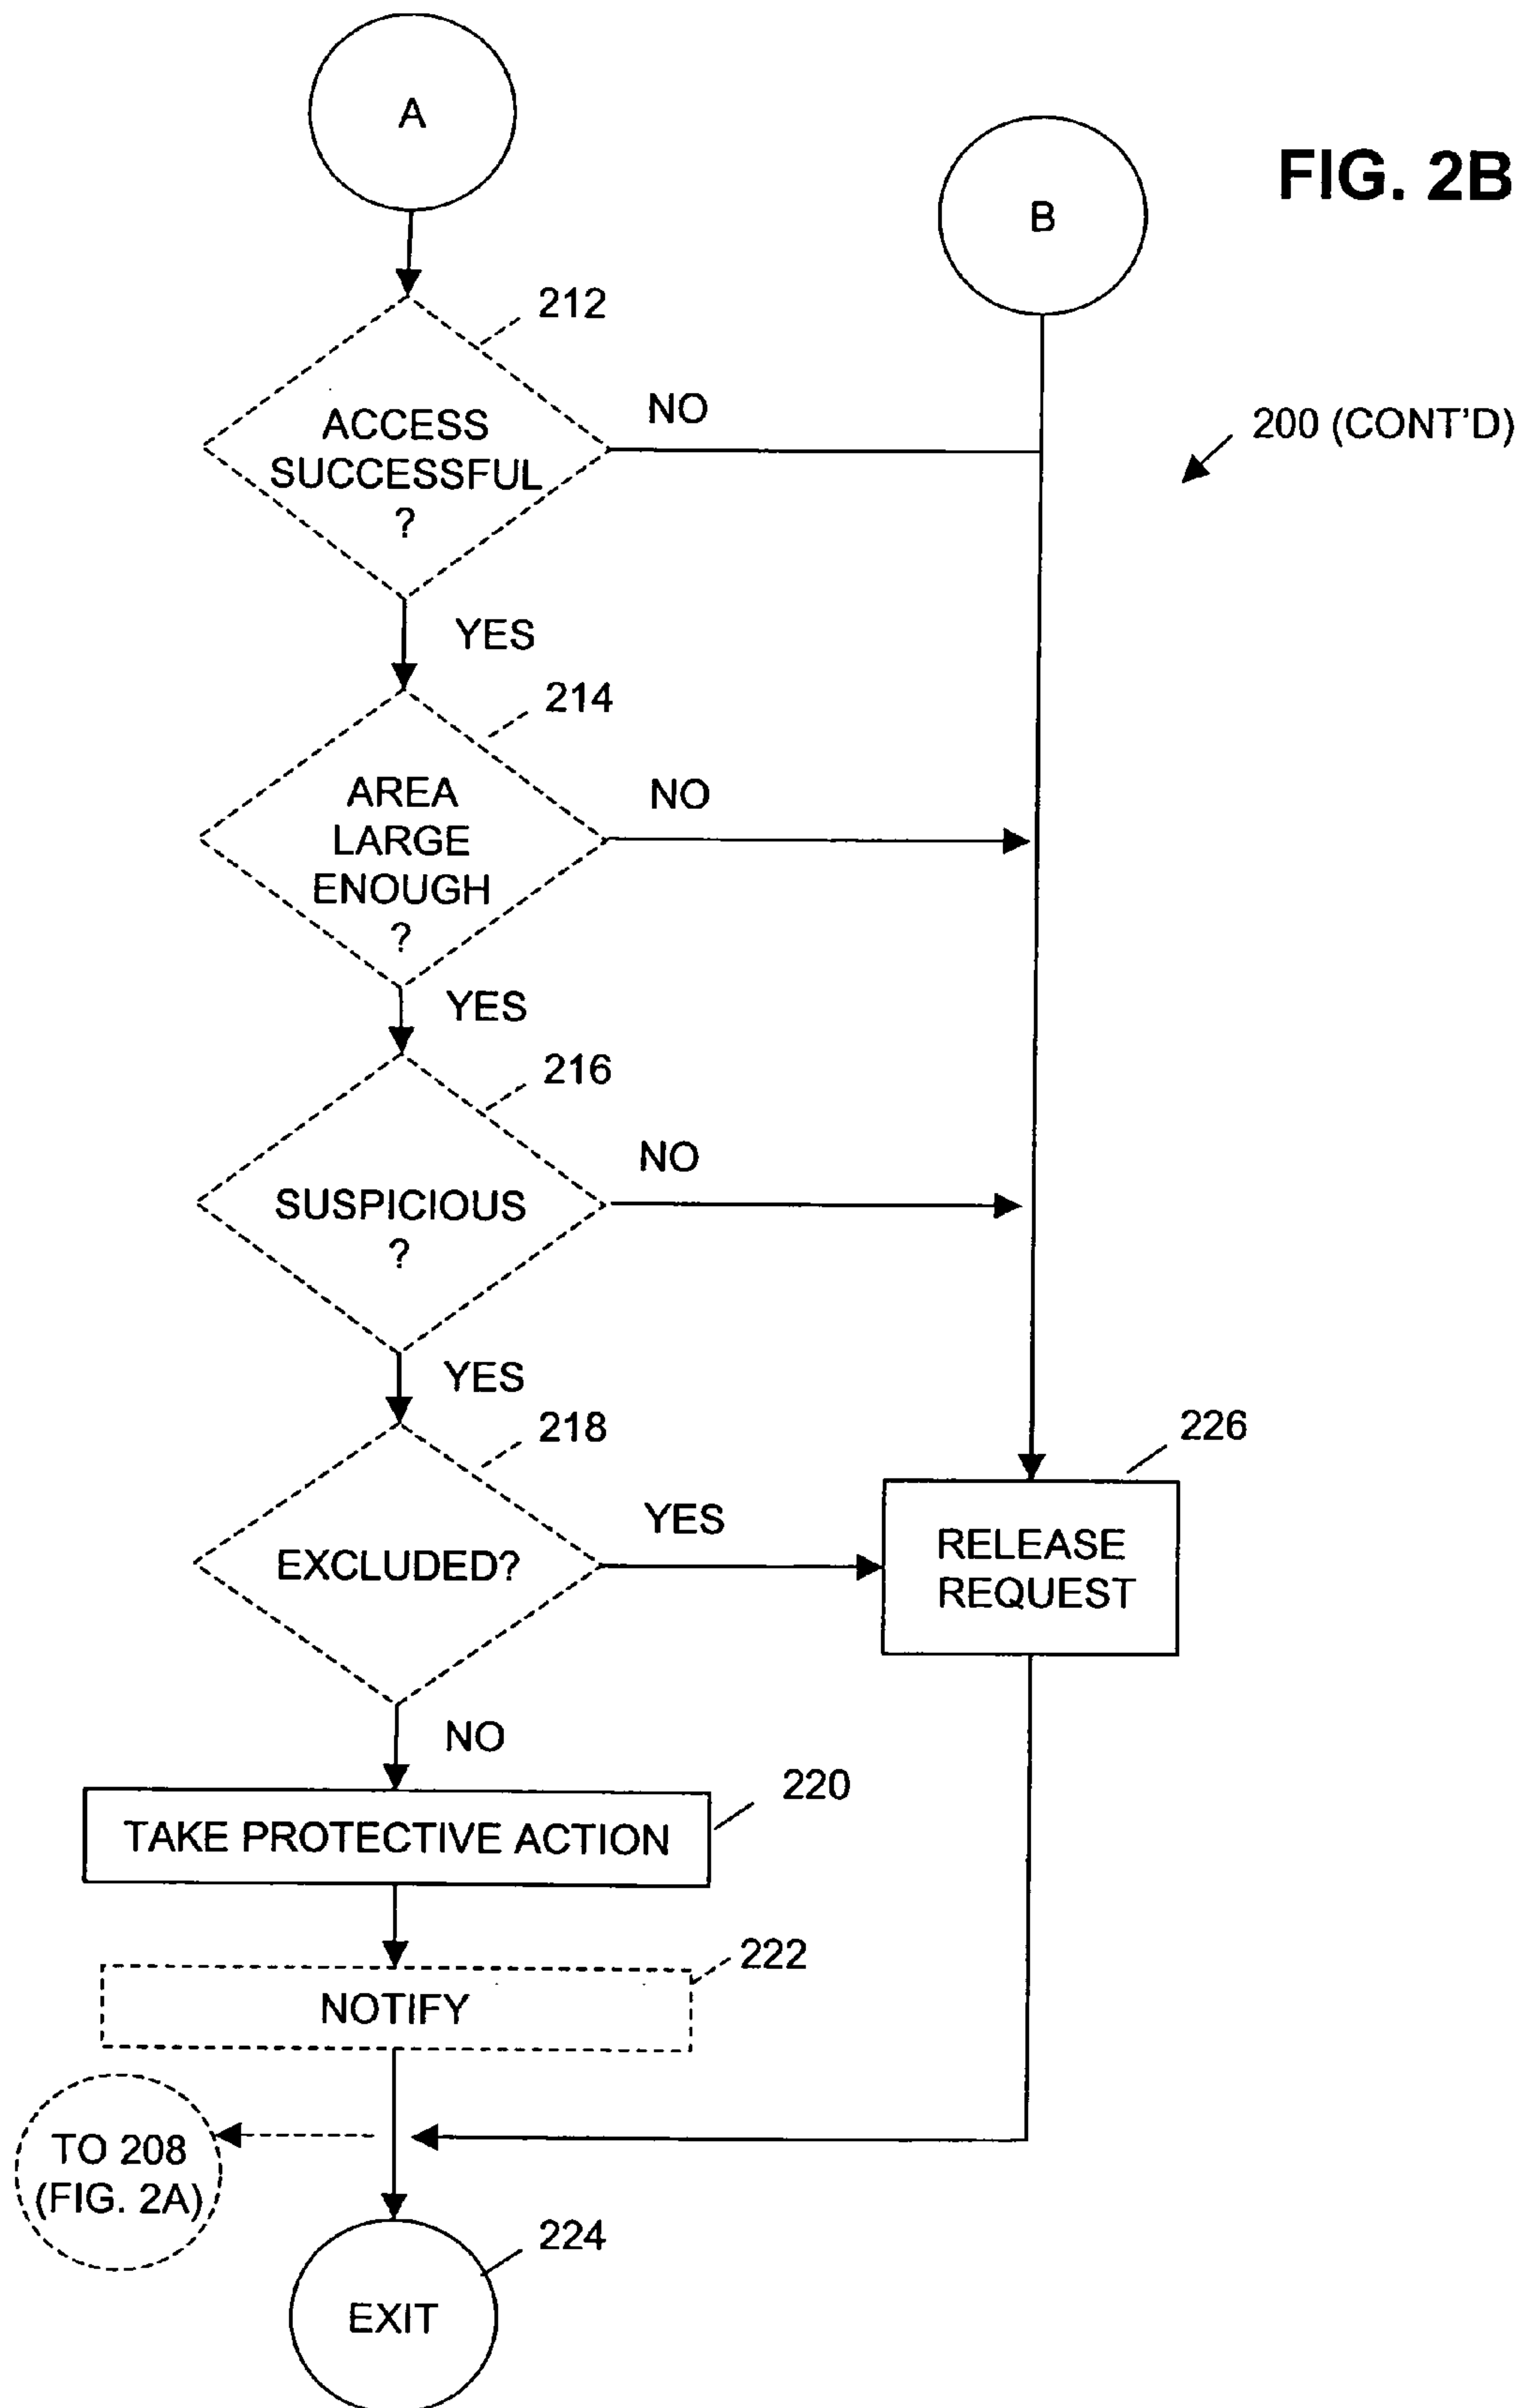 A
B
FIG. 2B
212
ACCESS
SUCCESSFUL
?
NO
200 (CONT'D)
YES
214
AREA
LARGE
ENOUGH
?
NO
YES
216
SUSPICIOUS
?
NO
YES
218
EXCLUDED?
YES
226
RELEASE
REQUEST
NO
220
TAKE PROTECTIVE ACTION
222
NOTIFY
TO 208
(FIG. 2A)
224
EXIT